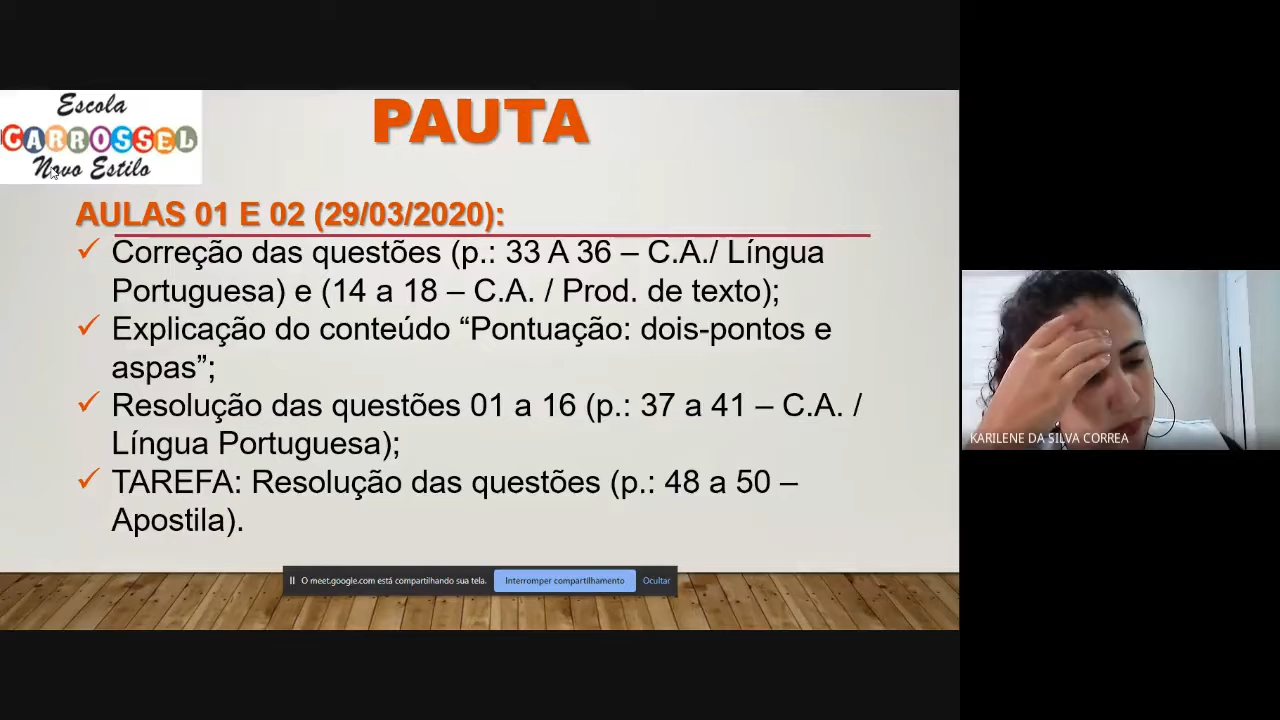 Escola
CARROSSEL
Novo Estilo
PAUTA
AULAS 01 E 02 (29/03/2020):
✓ Correção das questões (p.: 33 A 36 – C.A./ Língua
Portuguesa) e (14 a 18 – C.A. / Prod. de texto);
✓ Explicação do conteúdo “Pontuação: dois-pontos e
aspas”;
✓ Resolução das questões 01 a 16 (p.: 37 a 41 – C.A. /
Língua Portuguesa);
✓ TAREFA: Resolução das questões (p.: 48 a 50 –
Apostila).
O meet.google.com está compartilhando sua tela.
Interromper compartilhamento
Ocultar
KARILENE DA SILVA CORREA